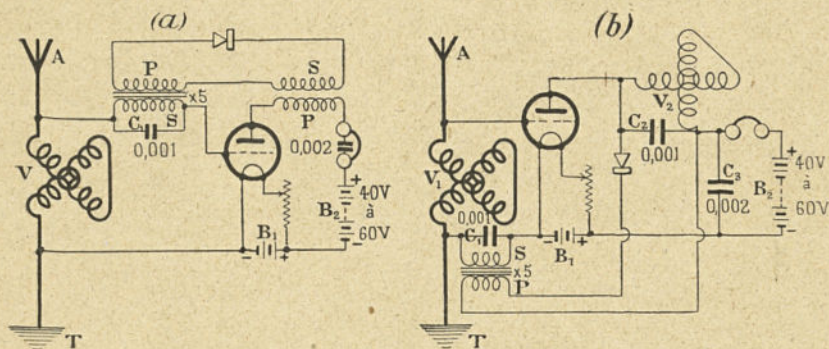 (a)
A
P
S
x5
C₁
S
0,001
P
0,002
V
+
40V
à
B₂
60V
-
- B₁ +
T
(b)
A
V₂
C₂
0,001
V₁
0,001
C₁
- B₁ +
C₃
0,002
+
40V
à
B₂
60V
-
S
x5
P
T